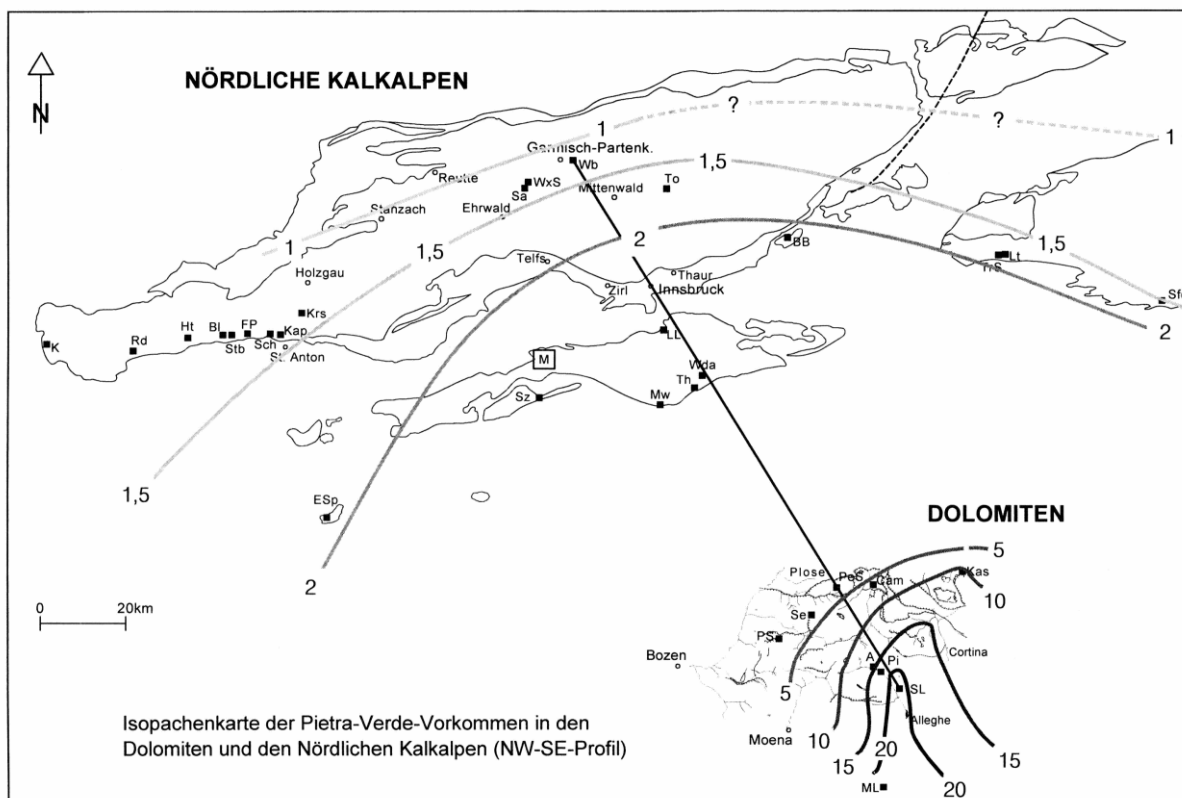 N
NÖRDLICHE KALKALPEN
?
?
1
1
Garmisch-Partenk.
Wb
1,5
Reutte
WxS
Sa
Mittenwald
To
Stanzach
Ehrwald
1
1,5
2
BB
1,5
Holzgau
Telfs
Thaur
Zirl
Innsbruck
TrS
Lt
Sfg
2
Krs
K
Rd
Ht
Bl
Stb
FP
Sch
Kap
St. Anton
LL
M
Wda
Th
Sz
Mw
1,5
ESp
2
DOLOMITEN
5
0
20km
Plose
PeS
Cam
Kas
10
Se
PS
Bozen
Cortina
A
Pi
5
SL
Alleghe
Moena
10
15
20
15
20
ML
Isopachenkarte der Pietra-Verde-Vorkommen in den
Dolomiten und den Nördlichen Kalkalpen (NW-SE-Profil)